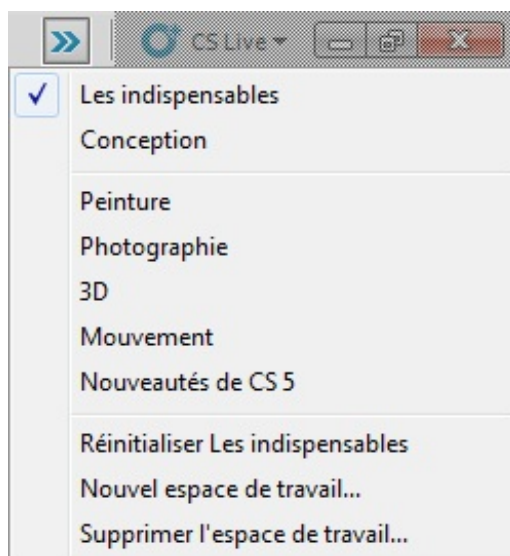 CS Live
Les indispensables
Conception
Peinture
Photographie
3D
Mouvement
Nouveautés de CS 5
Réinitialiser Les indispensables
Nouvel espace de travail...
Supprimer l'espace de travail...